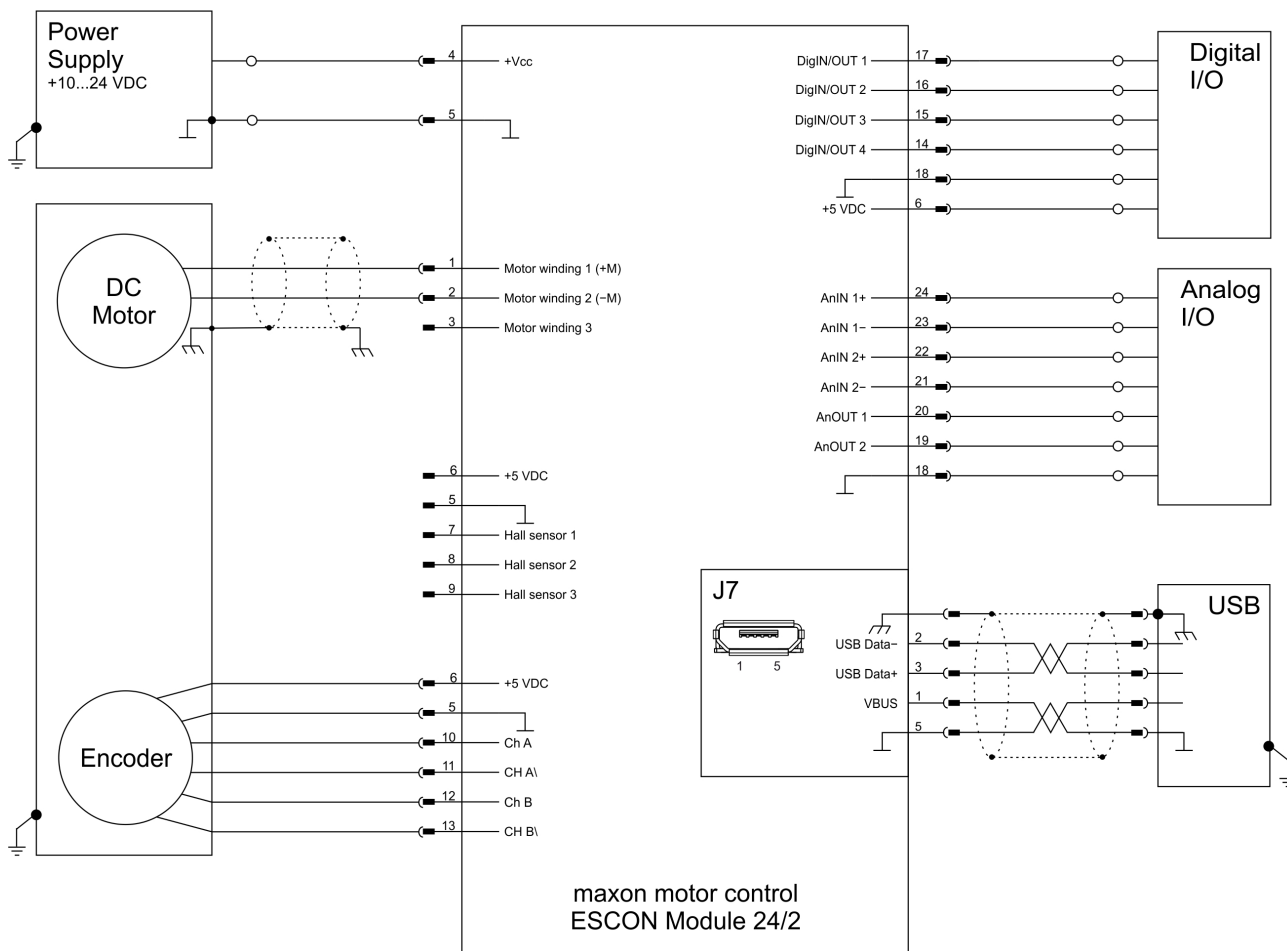 Power
Supply
+10...24 VDC
4
+Vcc
5
DC
Motor
1
Motor winding 1 (+M)
2
Motor winding 2 (−M)
3
Motor winding 3
6
+5 VDC
5
7
Hall sensor 1
8
Hall sensor 2
9
Hall sensor 3
Encoder
6
+5 VDC
5
10
Ch A
11
CH A\
12
Ch B
13
CH B\
DigIN/OUT 1
17
DigIN/OUT 2
16
DigIN/OUT 3
15
DigIN/OUT 4
14
18
+5 VDC
6
Digital
I/O
AnIN 1+
24
AnIN 1−
23
AnIN 2+
22
AnIN 2−
21
AnOUT 1
20
AnOUT 2
19
18
Analog
I/O
J7
1 5
USB Data−
2
USB Data+
3
VBUS
1
5
USB
maxon motor control
ESCON Module 24/2